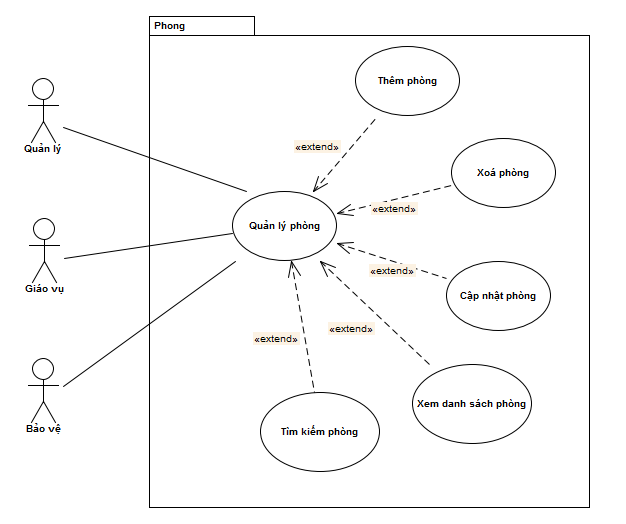 Phong
Thêm phòng
«extend»
Quản lý
Xoá phòng
«extend»
Quản lý phòng
Giáo vụ
«extend»
Cập nhật phòng
«extend»
«extend»
Xem danh sách phòng
Bảo vệ
Tìm kiếm phòng